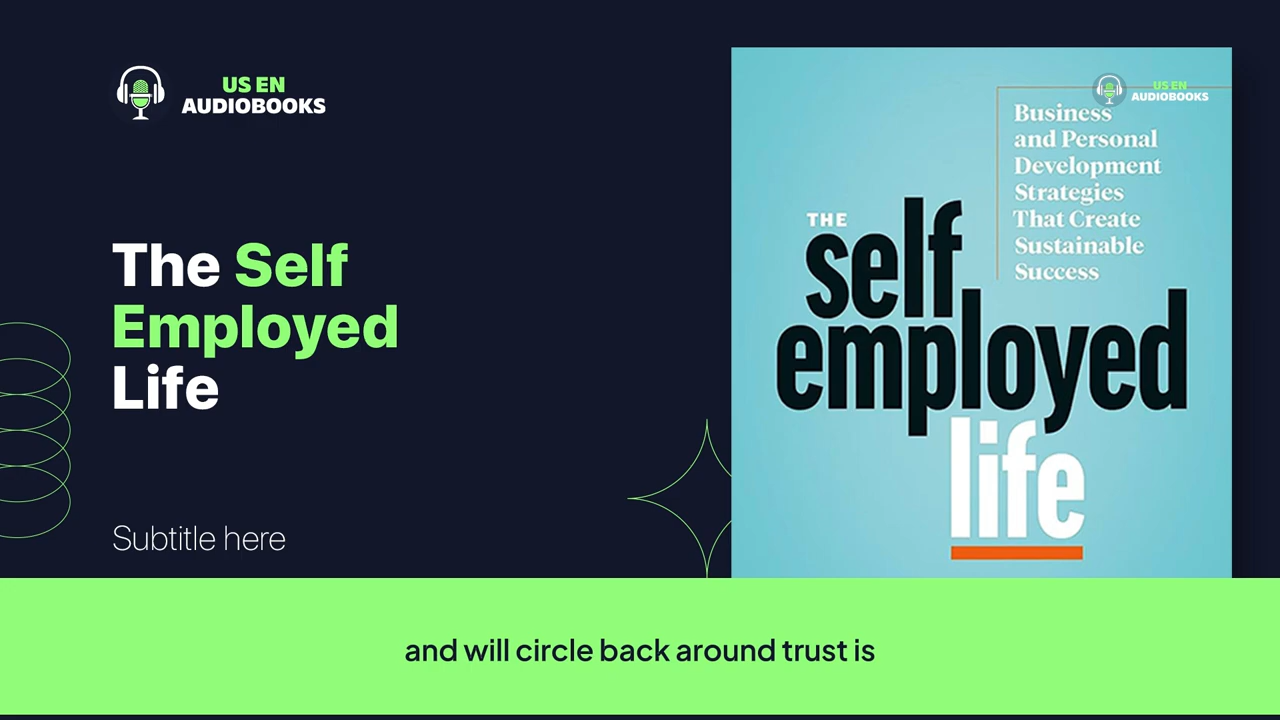 US EN
AUDIOBOOKS
The Self
Employed
Life
Subtitle here
US EN
AUDIOBOOKS
Business
and Personal
Development
Strategies
That Create
Sustainable
Success
THE
self
employed
life
and will circle back around trust is